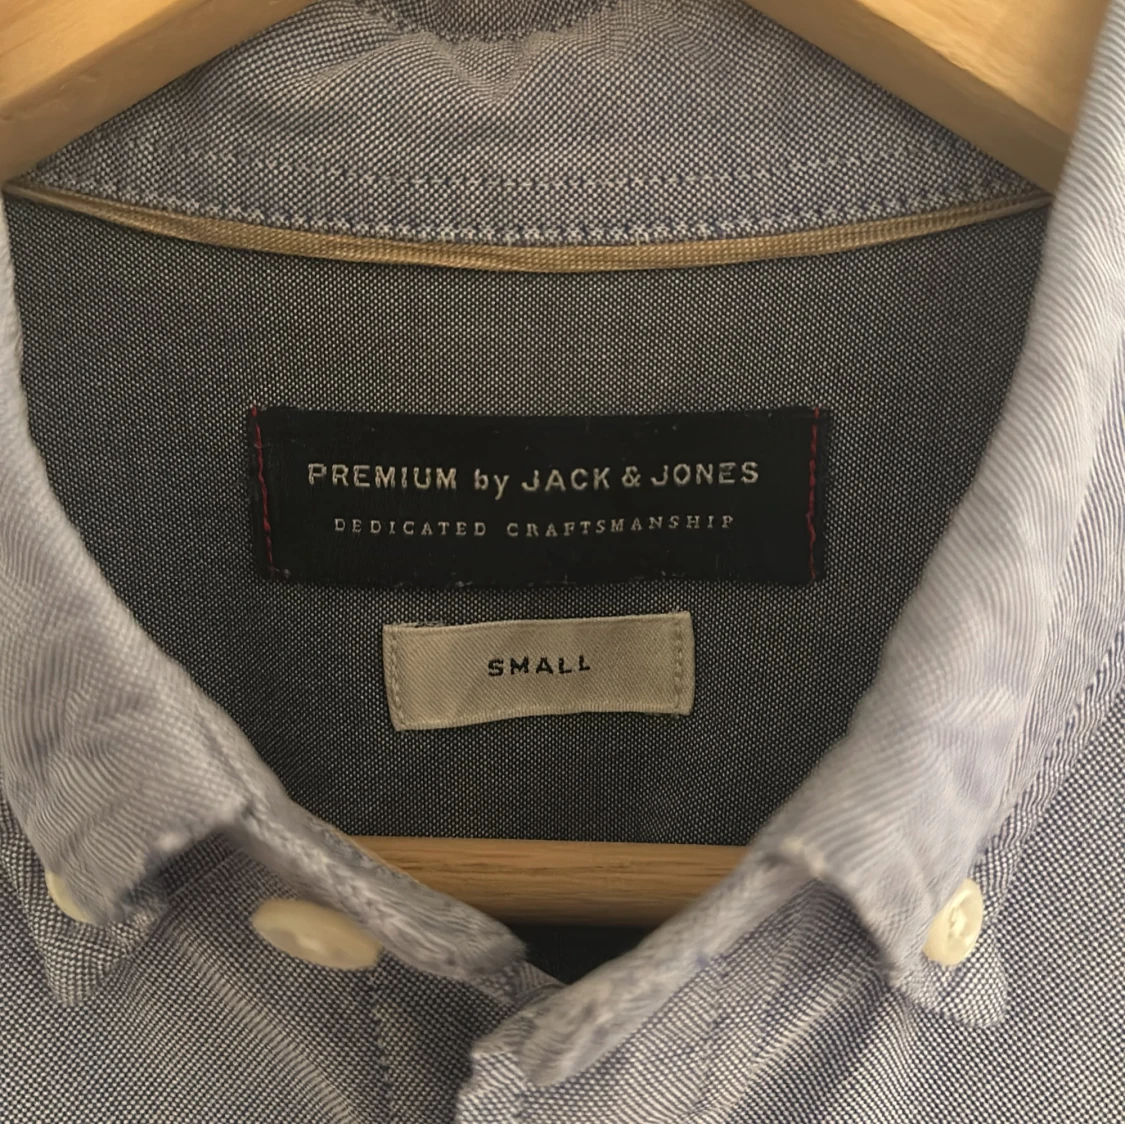 PREMIUM by JACK & JONES
DEDICATED CRAFTSMANSHIP
SMALL